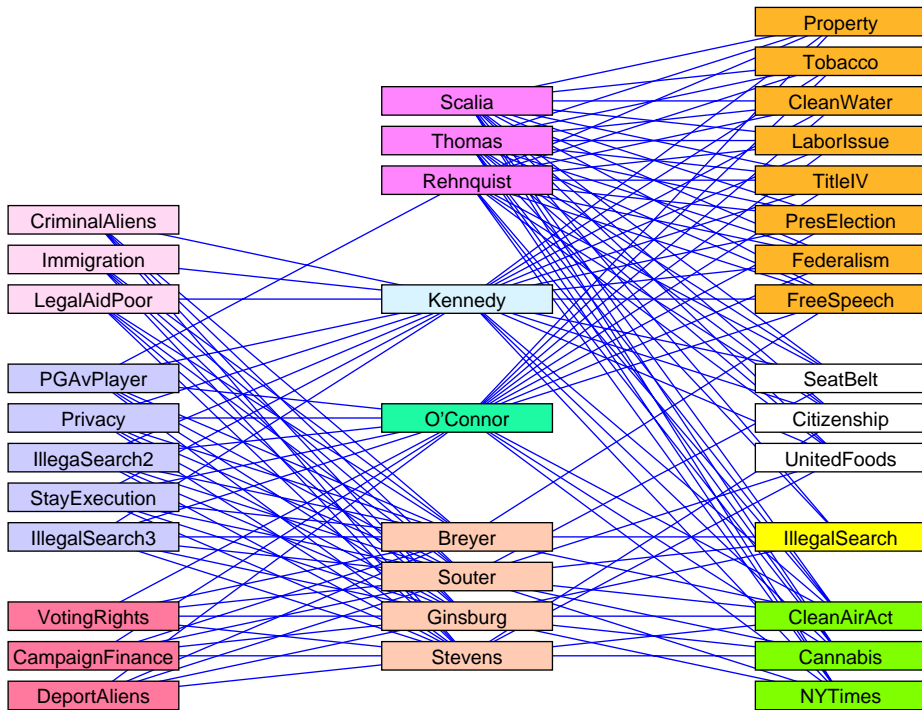 CriminalAliens
Immigration
LegalAidPoor
PGAvPlayer
Privacy
IllegaSearch2
StayExecution
IllegalSearch3
VotingRights
CampaignFinance
DeportAliens
Scalia
Thomas
Rehnquist
Kennedy
O'Connor
Breyer
Souter
Ginsburg
Stevens
Property
Tobacco
CleanWater
LaborIssue
TitleIV
PresElection
Federalism
FreeSpeech
SeatBelt
Citizenship
UnitedFoods
IllegalSearch
CleanAirAct
Cannabis
NYTimes